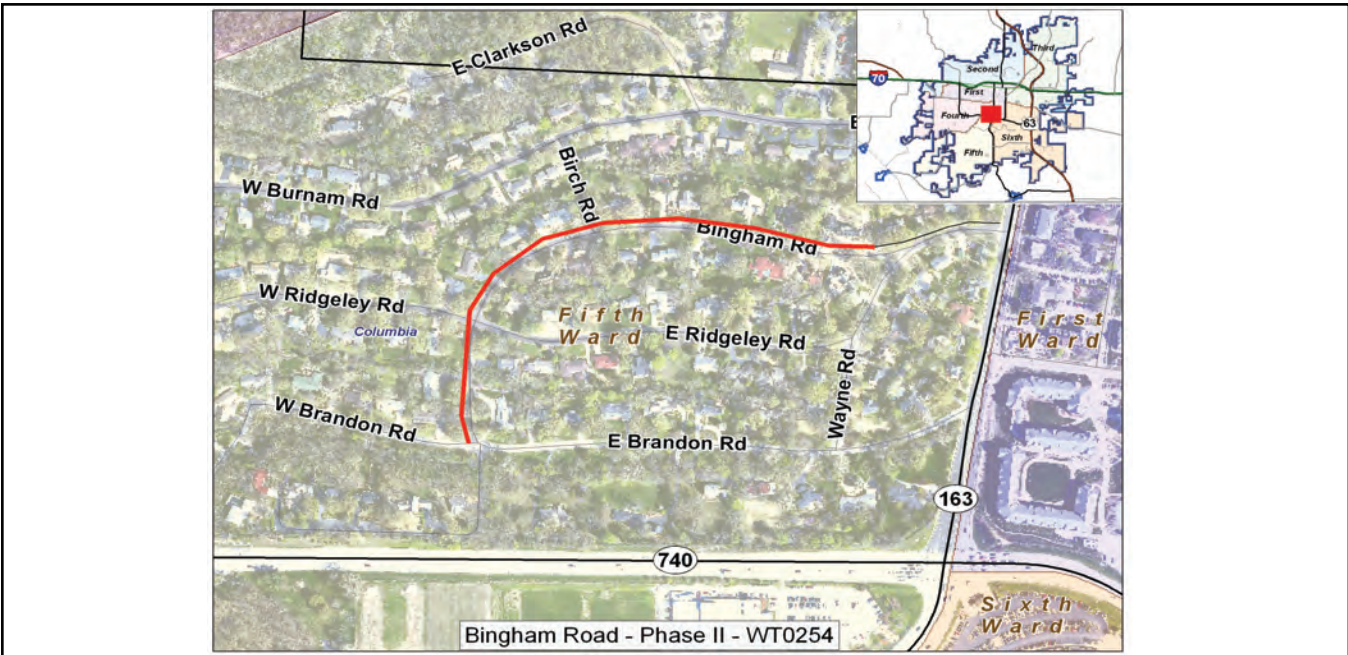 E Clarkson Rd
Third
Second
70
First
Fourth
63
Sixth
Fifth
W Burnam Rd
Birch Rd
Bingham Rd
W Ridgeley Rd
Columbia
Fifth
Ward
E Ridgeley Rd
First
Ward
Wayne Rd
W Brandon Rd
E Brandon Rd
163
740
Sixth
Ward
Bingham Road - Phase II - WT0254